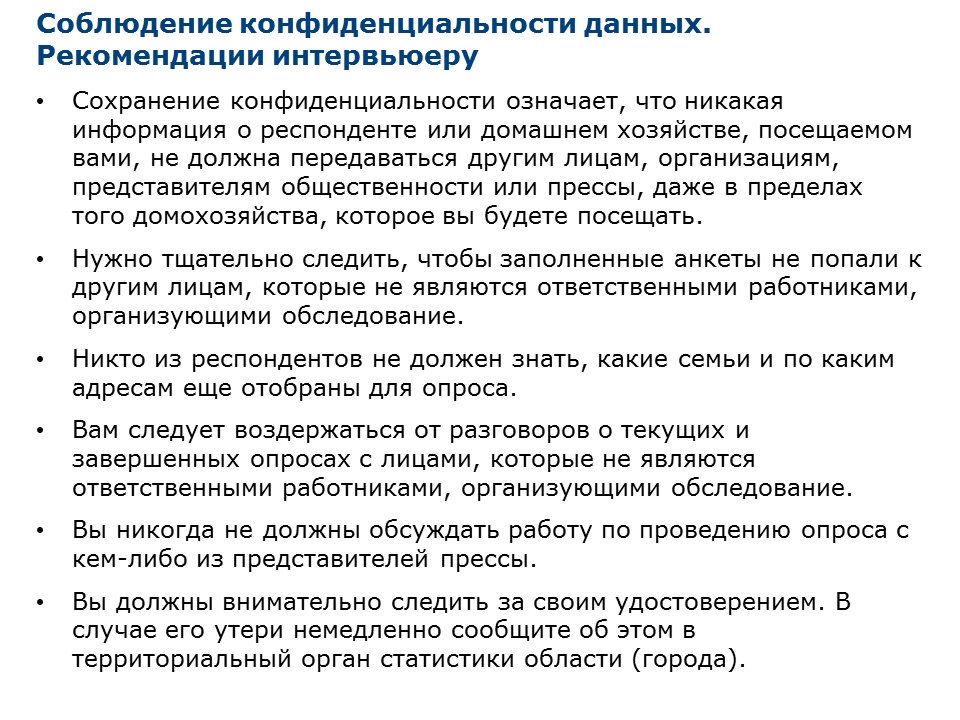 Соблюдение конфиденциальности данных.
Рекомендации интервьюеру
• Сохранение конфиденциальности означает, что никакая
информация о респонденте или домашнем хозяйстве, посещаемом
вами, не должна передаваться другим лицам, организациям,
представителям общественности или прессы, даже в пределах
того домохозяйства, которое вы будете посещать.
• Нужно тщательно следить, чтобы заполненные анкеты не попали к
другим лицам, которые не являются ответственными работниками,
организующими обследование.
• Никто из респондентов не должен знать, какие семьи и по каким
адресам еще отобраны для опроса.
• Вам следует воздержаться от разговоров о текущих и
завершенных опросах с лицами, которые не являются
ответственными работниками, организующими обследование.
• Вы никогда не должны обсуждать работу по проведению опроса с
кем-либо из представителей прессы.
• Вы должны внимательно следить за своим удостоверением. В
случае его утери немедленно сообщите об этом в
территориальный орган статистики области (города).